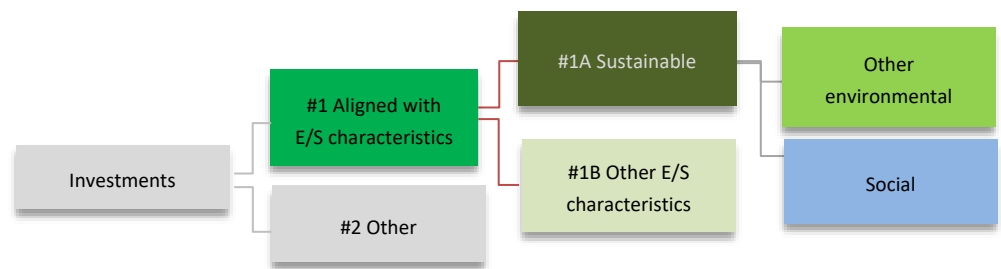 Investments
#1 Aligned with
E/S characteristics
#2 Other
#1A Sustainable
#1B Other E/S
characteristics
Other
environmental
Social